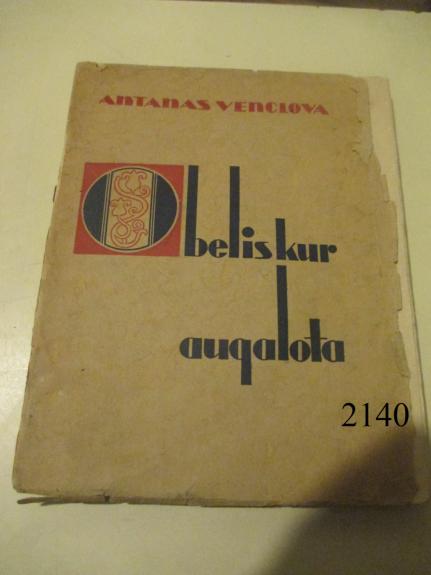 ANTANAS VENCLOVA
Obelis kur
augalota
2140